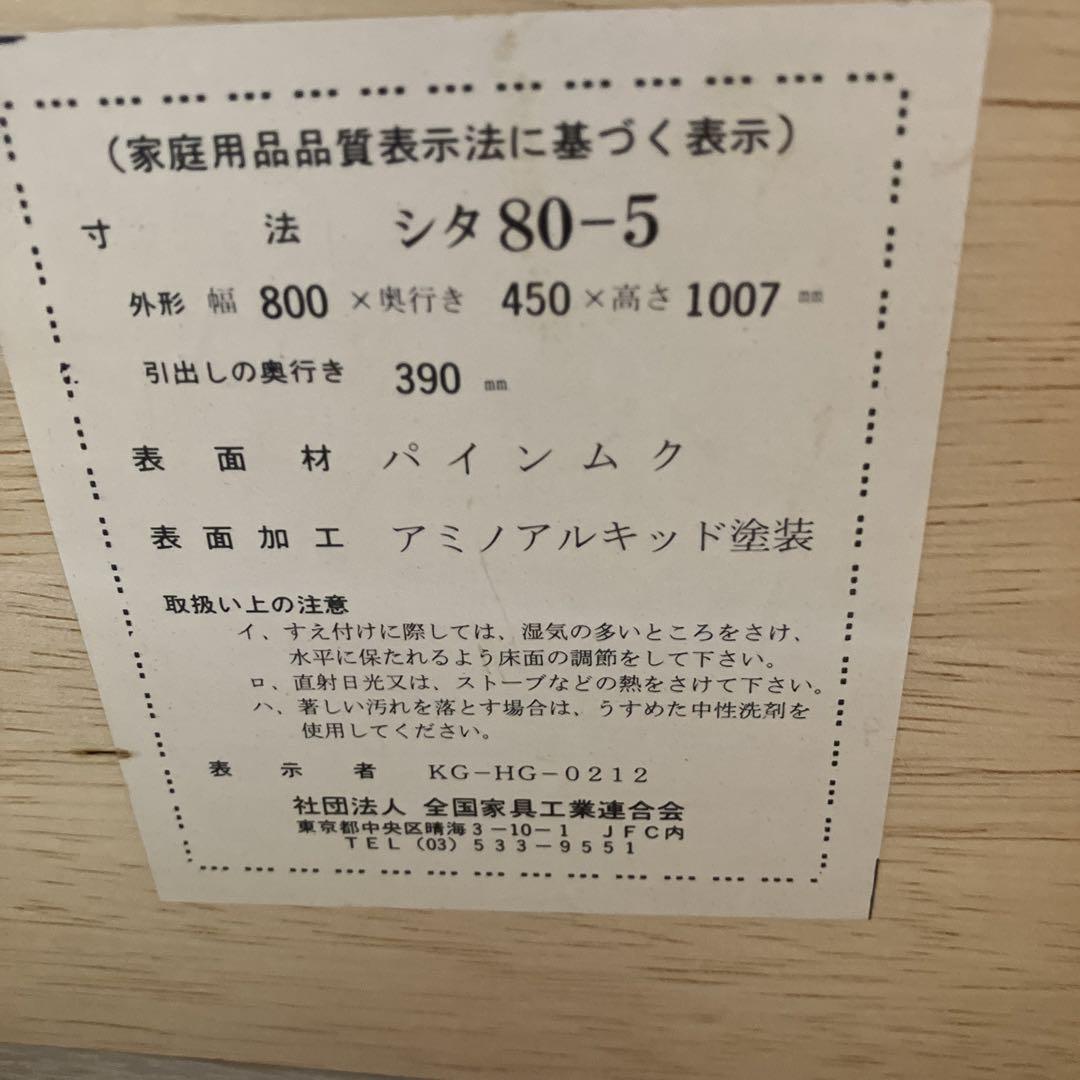 (家庭用品品質表示法に基づく表示)
寸法 シタ80-5
外形 幅 800 ×奥行き 450 ×高さ 1007 mm
引出しの奥行き 390 mm
表面材 パインムク
表面加工 アミノアルキッド塗装
取扱い上の注意
イ、すえ付けに際しては、湿気の多いところをさけ、
水平に保たれるよう床面の調節をして下さい。
ロ、直射日光又は、ストーブなどの熱をさけて下さい。
ハ、著しい汚れを落とす場合は、うすめた中性洗剤を
使用してください。
表示者 KG-HG-0212
社団法人 全国家具工業連合会
東京都中央区晴海3-10-1 JFC内
TEL(03)533-9551